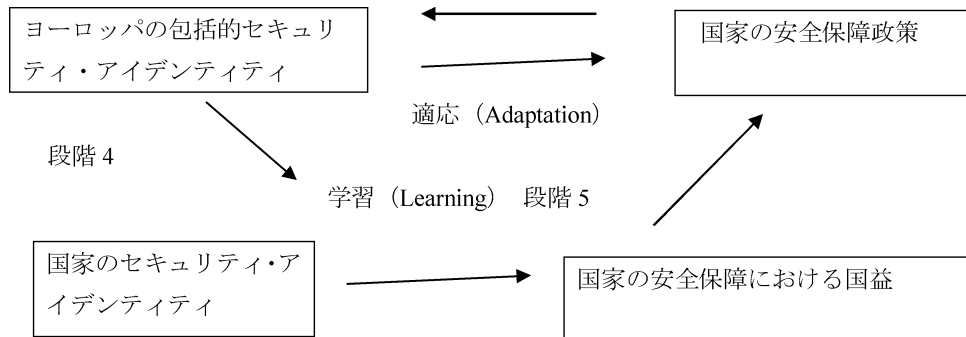 ヨーロッパの包括的セキュリ
ティ・アイデンティティ
国家の安全保障政策
適応（Adaptation）
段階 4
学習（Learning） 段階 5
国家のセキュリティ・ア
イデンティティ
国家の安全保障における国益